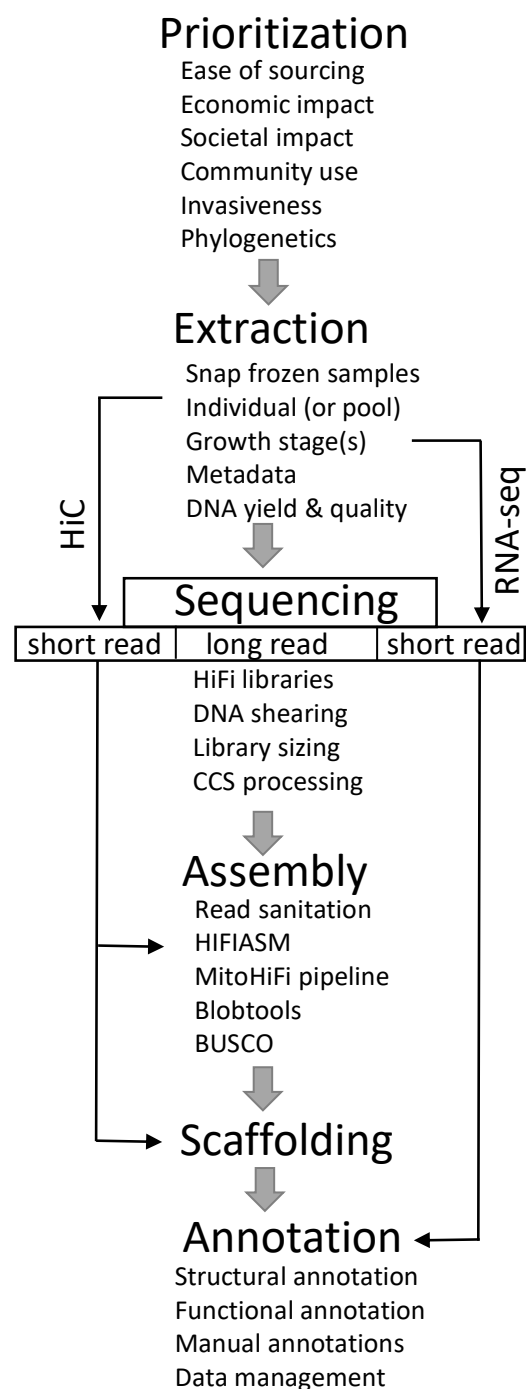 Prioritization
Ease of sourcing
Economic impact
Societal impact
Community use
Invasiveness
Phylogenetics
Extraction
Snap frozen samples
Individual (or pool)
Growth stage(s)
Metadata
DNA yield & quality
HiC
RNA-seq
Sequencing
short read long read short read
HiFi libraries
DNA shearing
Library sizing
CCS processing
Assembly
Read sanitation
HIFIASM
MitoHiFi pipeline
Blobtools
BUSCO
Scaffolding
Annotation
Structural annotation
Functional annotation
Manual annotations
Data management